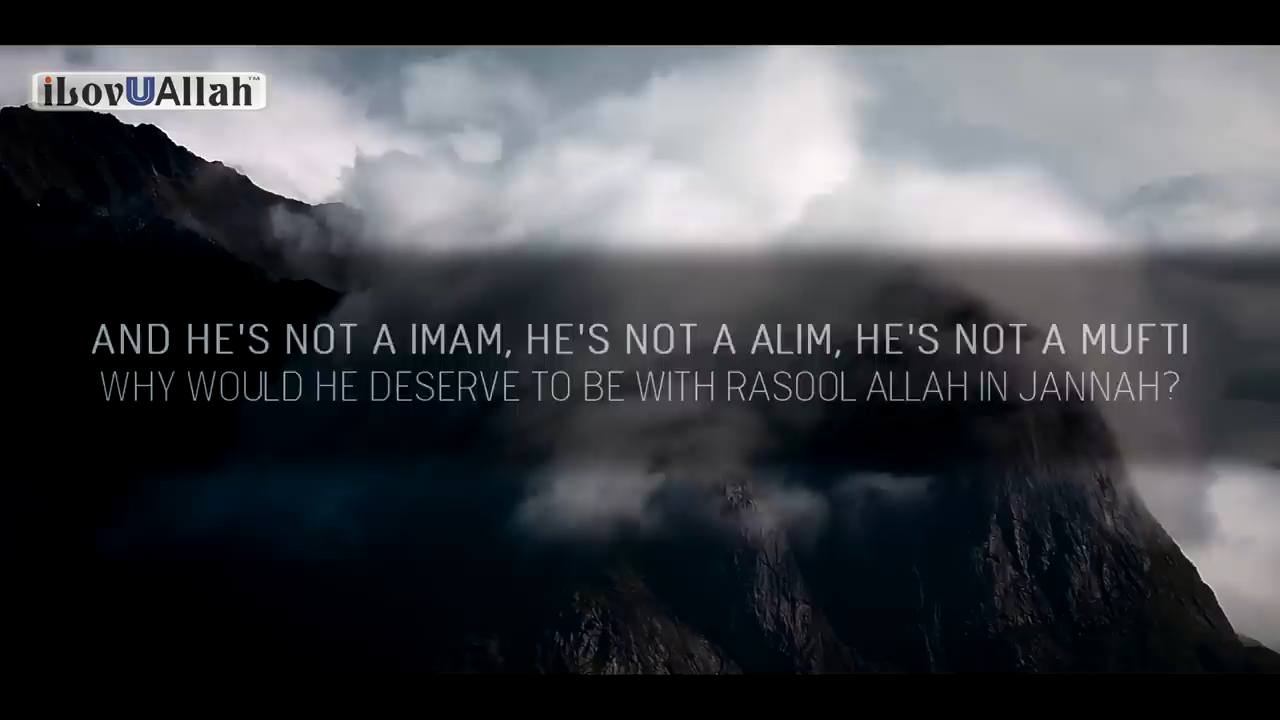 iLovUAllah™
AND HE'S NOT A IMAM, HE'S NOT A ALIM, HE'S NOT A MUFTI
WHY WOULD HE DESERVE TO BE WITH RASOOL ALLAH IN JANNAH?